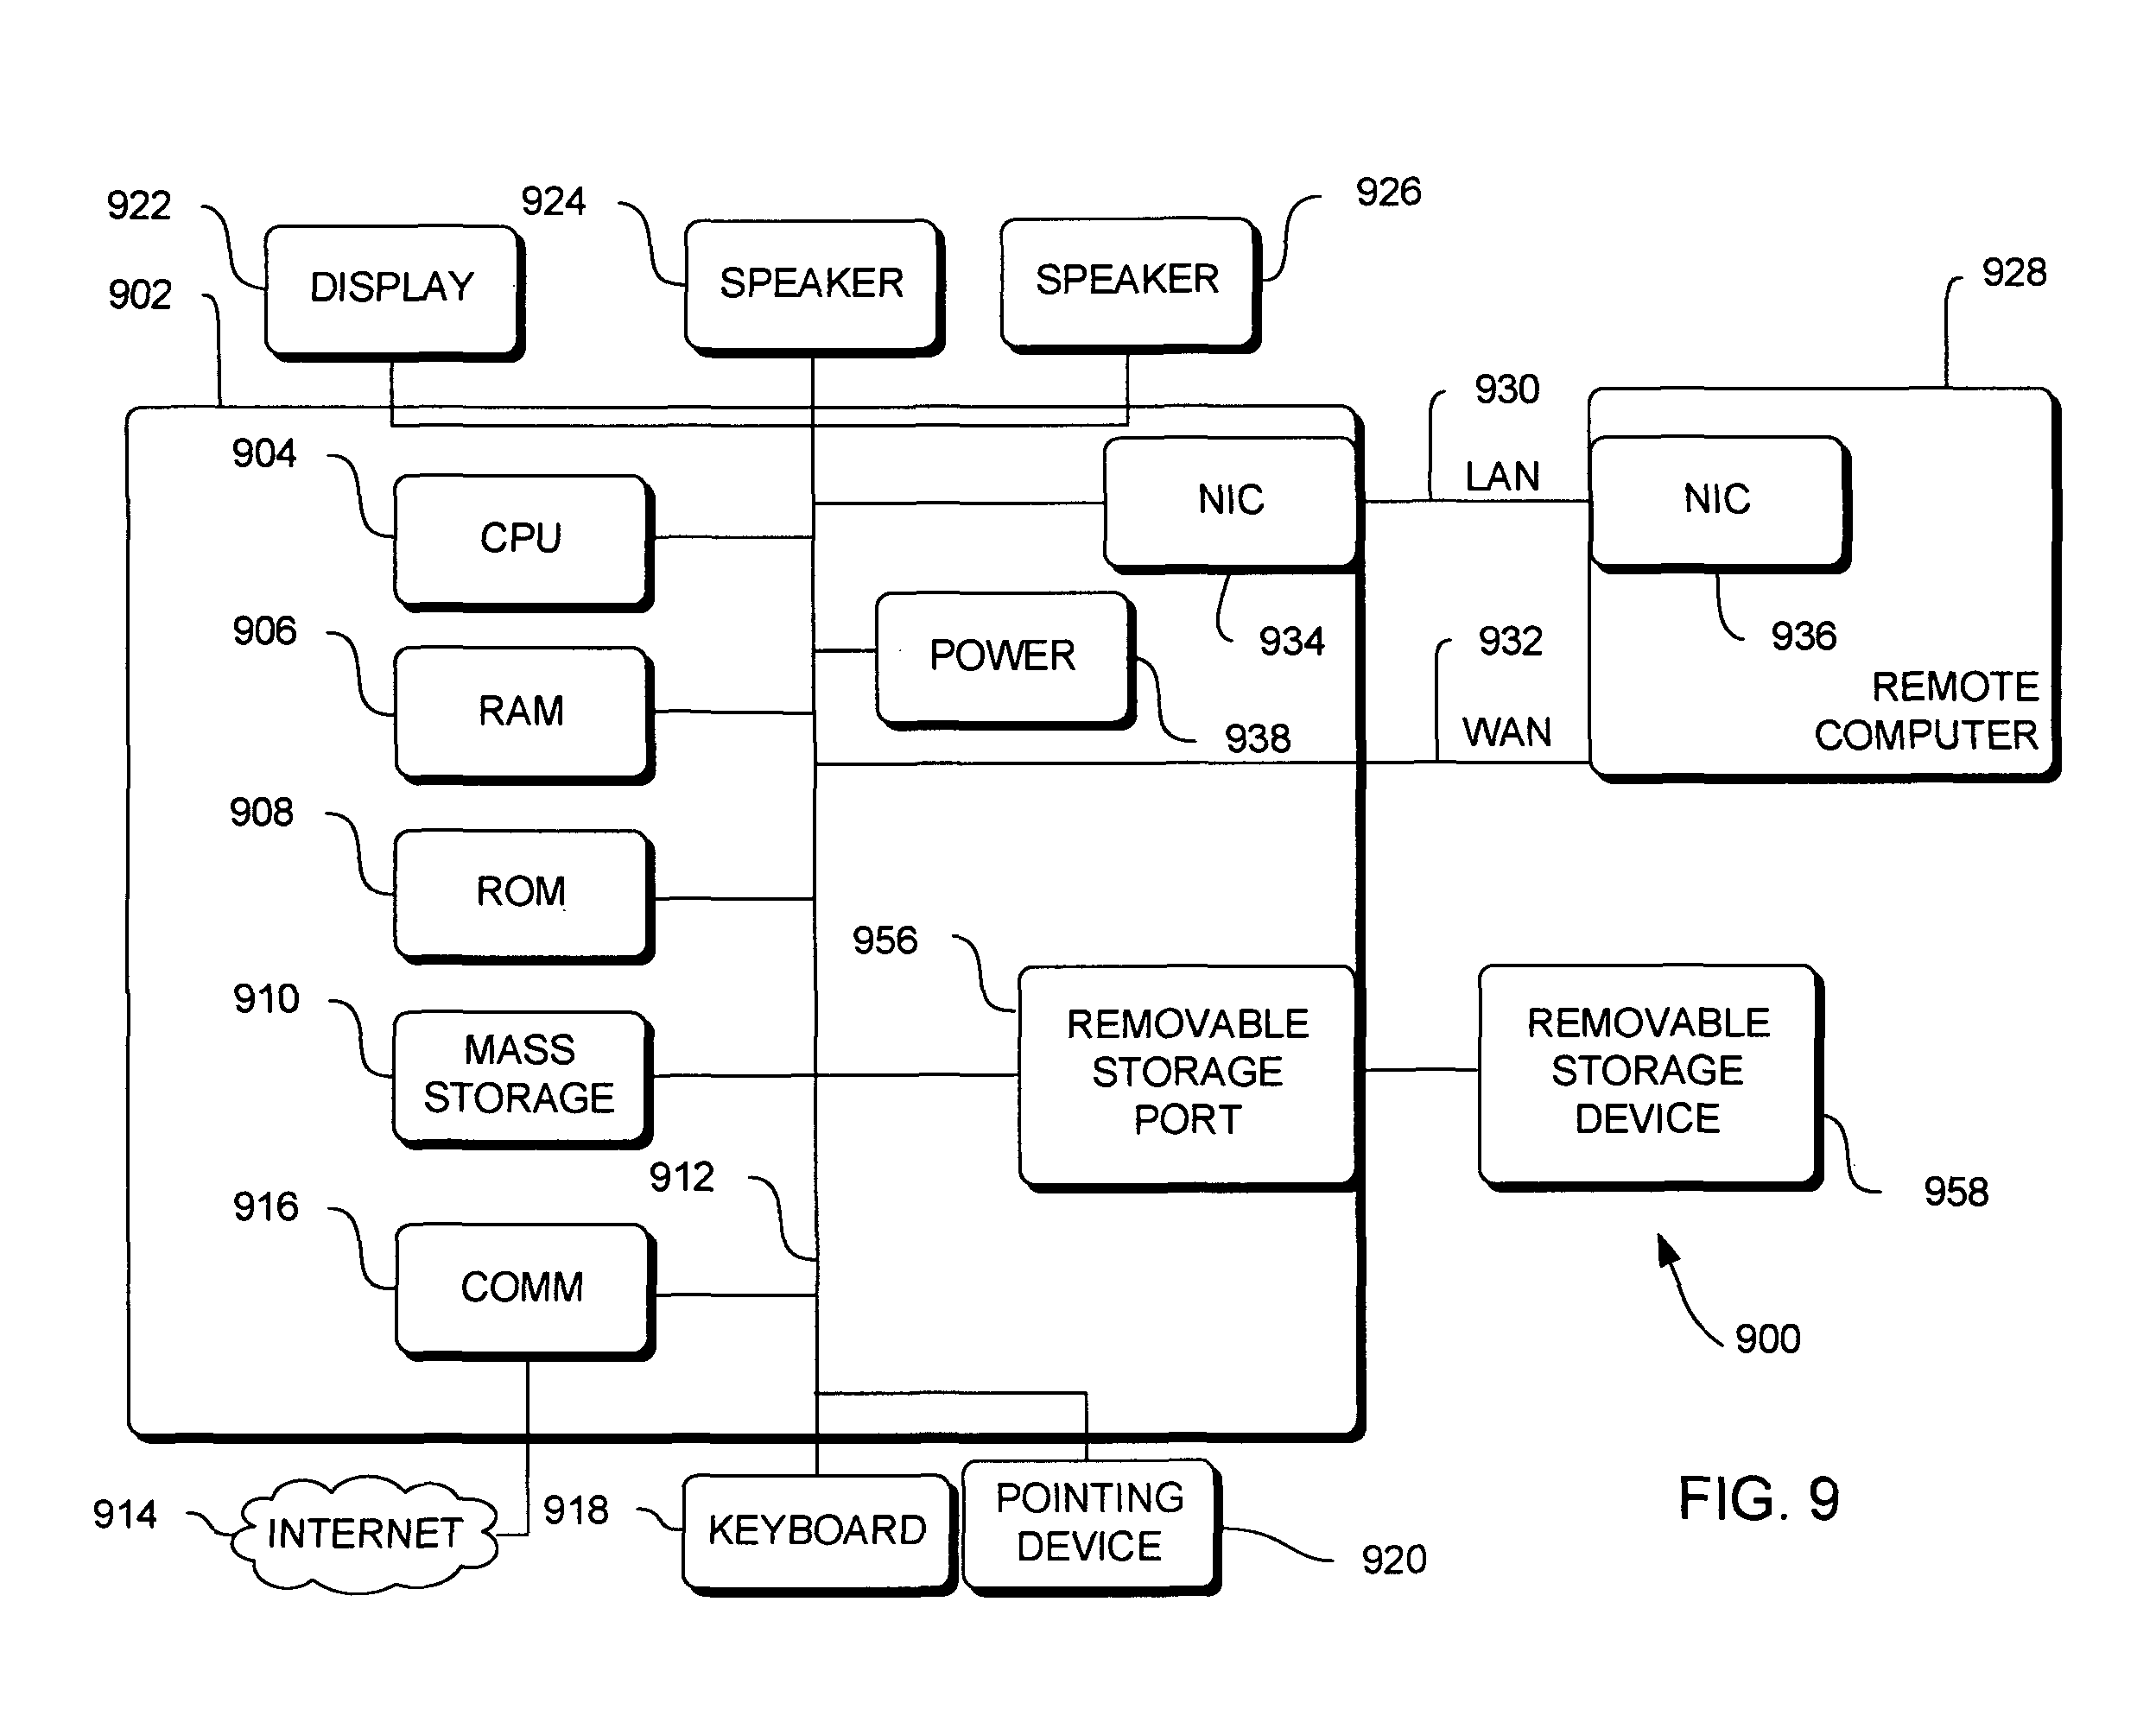 922
924
926
DISPLAY
SPEAKER
SPEAKER
902
928
930
904
LAN
CPU
NIC
NIC
906
934
932
936
POWER
RAM
938
WAN
REMOTE
COMPUTER
908
ROM
956
910
MASS
STORAGE
REMOVABLE
STORAGE
PORT
REMOVABLE
STORAGE
DEVICE
912
958
916
COMM
900
914
INTERNET
918
KEYBOARD
POINTING
DEVICE
920
FIG. 9